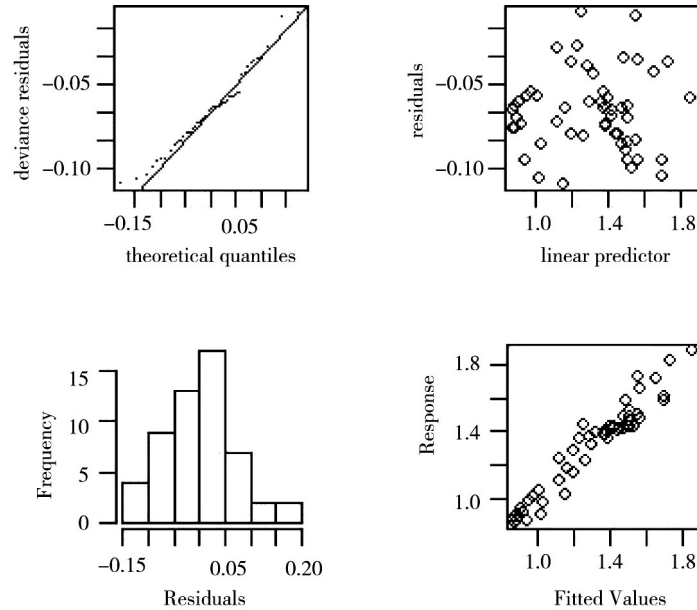 deviance residuals
−0.05
−0.10
−0.15
0.05
theoretical quantiles
residuals
−0.05
−0.10
1.0
1.4
1.8
linear predictor
Frequency
15
10
5
0
−0.15
0.05
0.20
Residuals
Response
1.8
1.4
1.0
1.0
1.4
1.8
Fitted Values